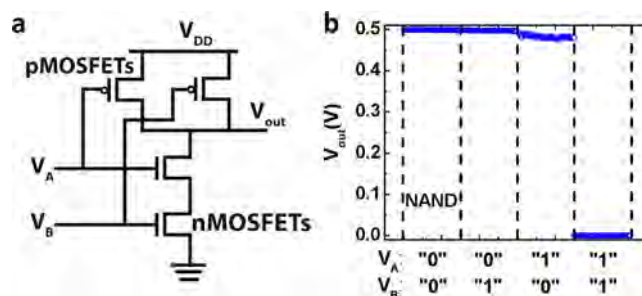 a
V_DD
pMOSFETs
V_out
V_A
V_B
nMOSFETs
b
V_out(V)
0.5
0.4
0.3
0.2
0.1
0.0
NAND
V_A: "0" "0" "1" "1"
V_B: "0" "1" "0" "1"